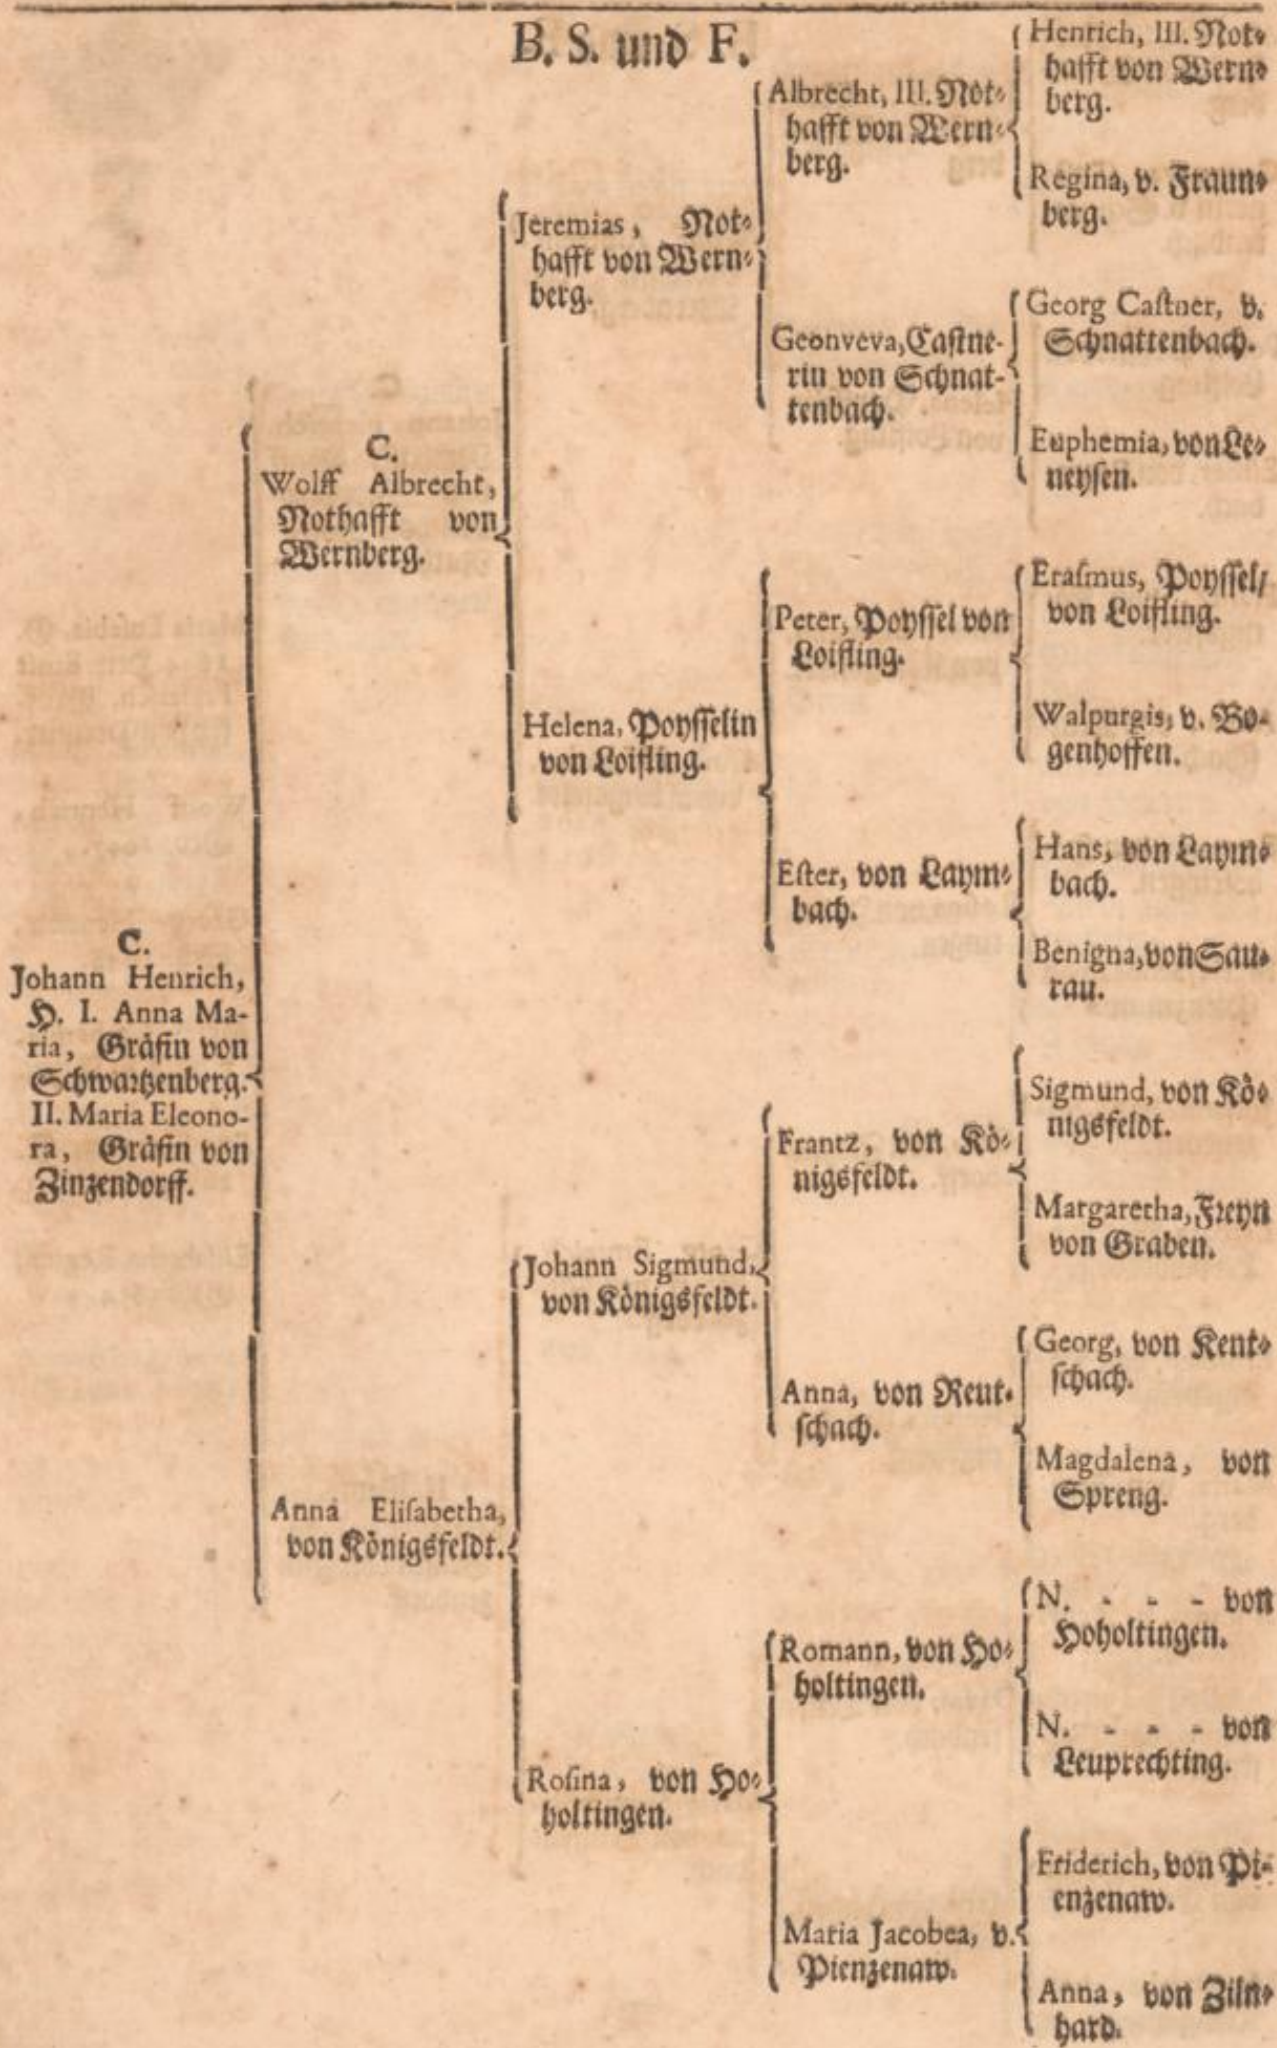 B. S. und F.
C.
Johann Henrich,
H. I. Anna Ma-
ria, Gräfin von
Schwartzenberg.
II. Maria Eleono-
ra, Gräfin von
Zinzendorff.
C.
Wolff Albrecht,
Nothafft von
Wernberg.
Anna Eliſabetha,
von Königsfeldt.
Jeremias, Not-
hafft von Wern-
berg.
Helena, Poyſſelin
von Loifling.
Johann Sigmund,
von Königsfeldt.
Roſina, von Ho-
holtingen.
Albrecht, III. Not-
hafft von Wern-
berg.
Geonveva, Caſtne-
rin von Schnat-
tenbach.
Peter, Poyſſel von
Loifling.
Eſter, von Laym-
bach.
Frantz, von Kö-
nigsfeldt.
Anna, von Reut-
ſchach.
Romann, von Ho-
holtingen.
Maria Jacobea, v.
Pienzenaw.
Henrich, III. Not-
hafft von Wern-
berg.
Regina, v. Fraun-
berg.
Georg Caſtner, v.
Schnattenbach.
Euphemia, von Le-
neyſen.
Eraſmus, Poyſſel/
von Loifling.
Walpurgis, v. Bo-
genhoffen.
Hans, von Laym-
bach.
Benigna, von Sau-
rau.
Sigmund, von Kö-
nigsfeldt.
Margaretha, Freyn
von Graben.
Georg, von Kent-
ſchach.
Magdalena, von
Spreng.
N. - - - von
Hoholtingen.
N. - - - von
Leuprechting.
Friderich, von Pi-
enzenaw.
Anna, von Ziln-
hard.